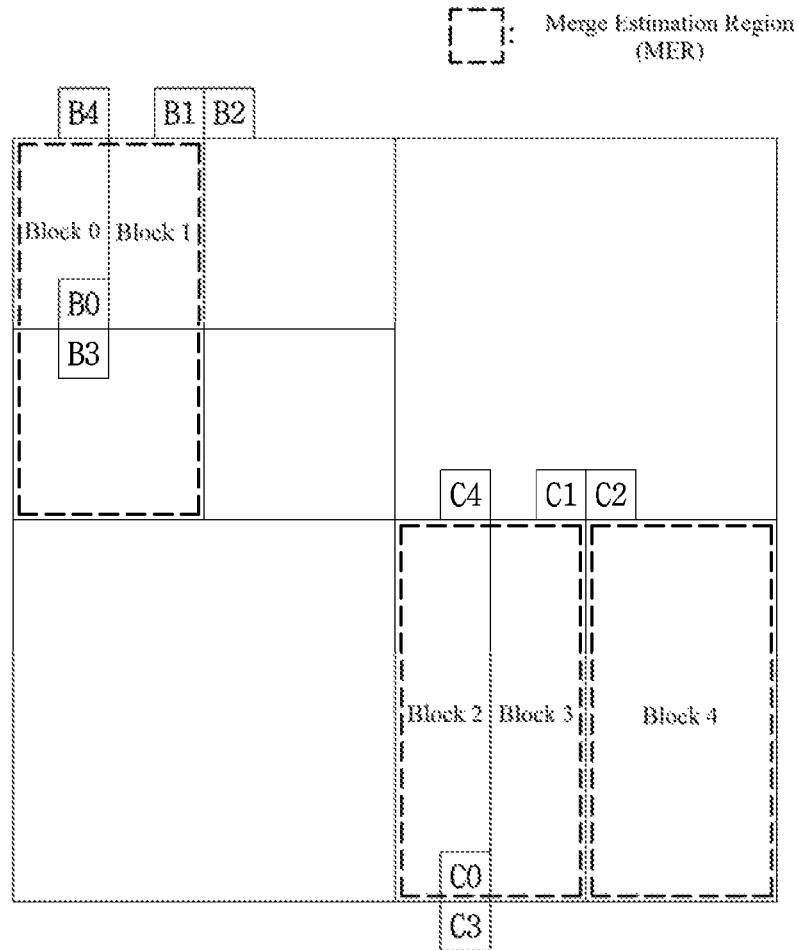 : Merge Estimation Region
(MER)
B4 B1 B2
Block 0 Block 1
B0
B3
C4 C1 C2
Block 2 Block 3 Block 4
C0
C3